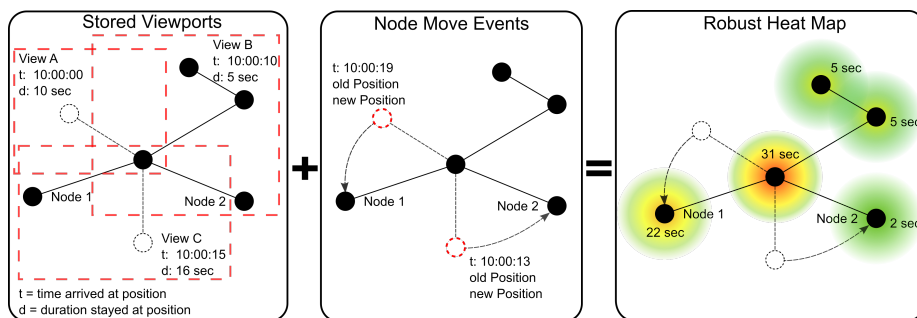 Stored Viewports
View A
t: 10:00:00
d: 10 sec
View B
t: 10:00:10
d: 5 sec
Node 1
Node 2
View C
t: 10:00:15
d: 16 sec
t = time arrived at position
d = duration stayed at position
+
Node Move Events
t: 10:00:19
old Position
new Position
Node 1
Node 2
t: 10:00:13
old Position
new Position
=
Robust Heat Map
5 sec
5 sec
31 sec
Node 1
Node 2
22 sec
2 sec